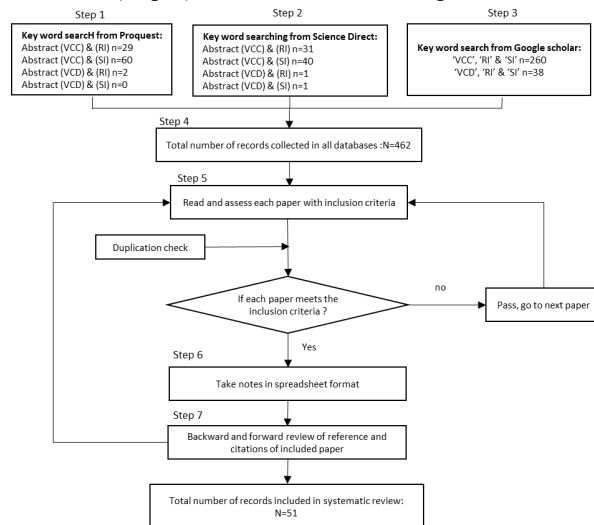 Step 1
Key word searcH from Proquest:
Abstract (VCC) & (RI) n=29
Abstract (VCC) & (SI) n=60
Abstract (VCD) & (RI) n=2
Abstract (VCD) & (SI) n=0
Step 2
Key word searching from Science Direct:
Abstract (VCC) & (RI) n=31
Abstract (VCC) & (SI) n=40
Abstract (VCD) & (RI) n=1
Abstract (VCD) & (SI) n=1
Step 3
Key word search from Google scholar:
'VCC', 'RI' & 'SI' n=260
'VCD', 'RI' & 'SI' n=38
Step 4
Total number of records collected in all databases :N=462
Step 5
Read and assess each paper with inclusion criteria
Duplication check
If each paper meets the
inclusion criteria ?
no
Pass, go to next paper
Yes
Step 6
Take notes in spreadsheet format
Step 7
Backward and forward review of reference and
citations of included paper
Total number of records included in systematic review:
N=51